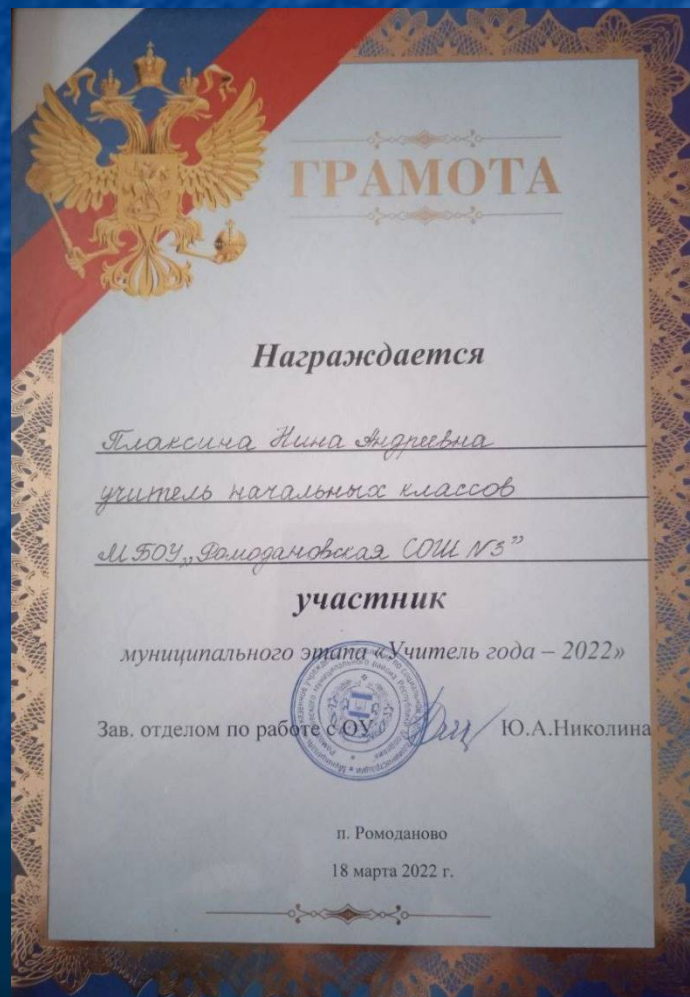 ГРАМОТА
Награждается
Плаксина Нина Андреевна
учитель начальных классов
МБОУ „Ромодановская СОШ №3”
участник
муниципального этапа «Учитель года – 2022»
Зав. отделом по работе с ОУ Ю.А.Николина
п. Ромоданово
18 марта 2022 г.